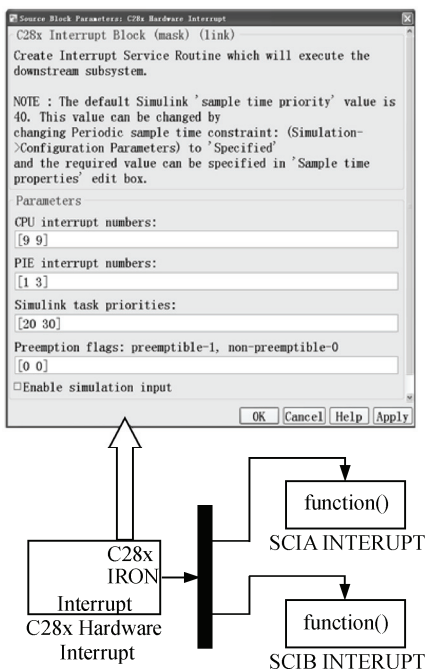 Source Block Parameters: C28x Hardware Interrupt
C28x Interrupt Block (mask) (link)
Create Interrupt Service Routine which will execute the
downstream subsystem.
NOTE : The default Simulink 'sample time priority' value is
40. This value can be changed by
changing Periodic sample time constraint: (Simulation-
>Configuration Parameters) to 'Specified'
and the required value can be specified in 'Sample time
properties' edit box.
Parameters
CPU interrupt numbers:
[9 9]
PIE interrupt numbers:
[1 3]
Simulink task priorities:
[20 30]
Preemption flags: preemptible-1, non-preemptible-0
[0 0]
Enable simulation input
OK Cancel Help Apply
function()
SCIA INTERUPT
C28x
IRON
Interrupt
C28x Hardware
Interrupt
function()
SCIB INTERUPT